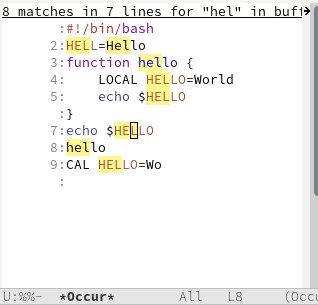 8 matches in 7 lines for "hel" in buff
:#!/bin/bash
2:HELL=Hello
3:function hello {
4:    LOCAL HELLO=World
5:    echo $HELLO
:}
7:echo $HELLO
8:hello
9:CAL HELLO=Wo
:
U:%%-  *Occur*      All   L8     (Occu